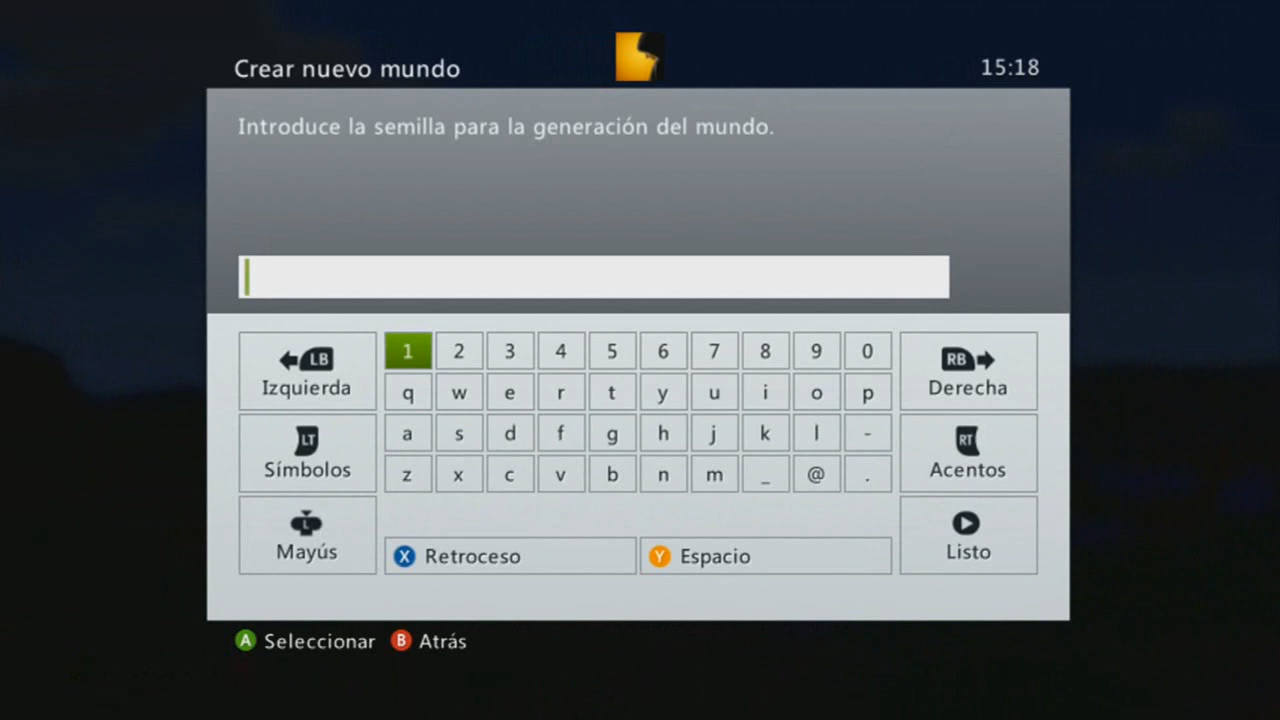 Crear nuevo mundo 15:18
Introduce la semilla para la generación del mundo.
LB 1 2 3 4 5 6 7 8 9 0 RB
Izquierda q w e r t y u i o p Derecha
LT a s d f g h j k l - RT
Símbolos z x c v b n m _ @ . Acentos
L
Mayús X Retroceso Y Espacio Listo
A Seleccionar B Atrás